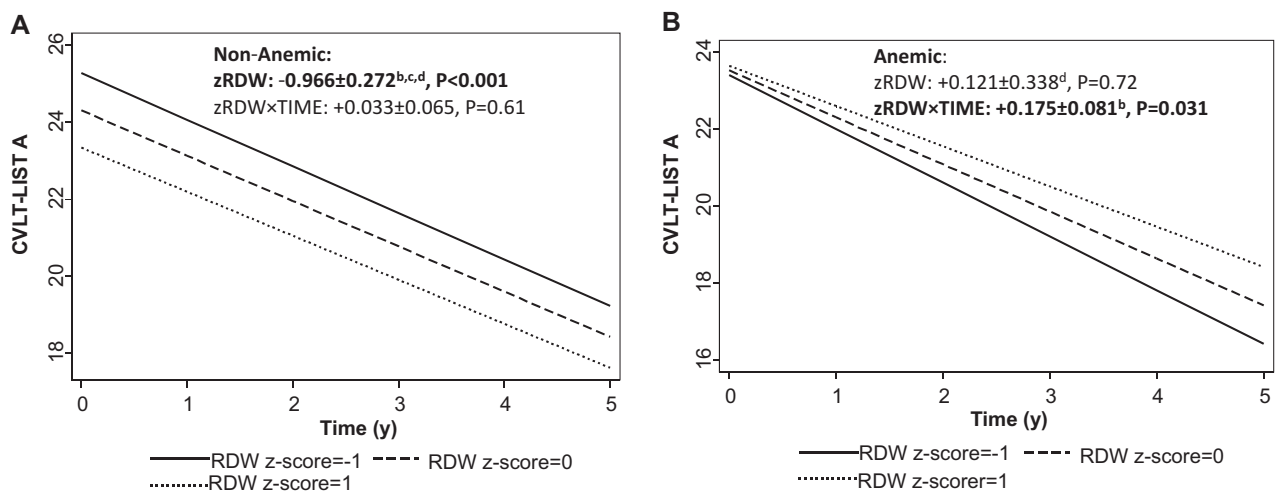 A
Non-Anemic:
zRDW: -0.966±0.272b,c,d, P<0.001
zRDW×TIME: +0.033±0.065, P=0.61
CVLT-LIST A
26
24
22
20
18
0 1 2 3 4 5
Time (y)
RDW z-score=-1 RDW z-score=0
RDW z-score=1
B
Anemic:
zRDW: +0.121±0.338d, P=0.72
zRDW×TIME: +0.175±0.081b, P=0.031
CVLT-LIST A
24
22
20
18
16
0 1 2 3 4 5
Time (y)
RDW z-score=-1 RDW z-score=0
RDW z-scorer=1